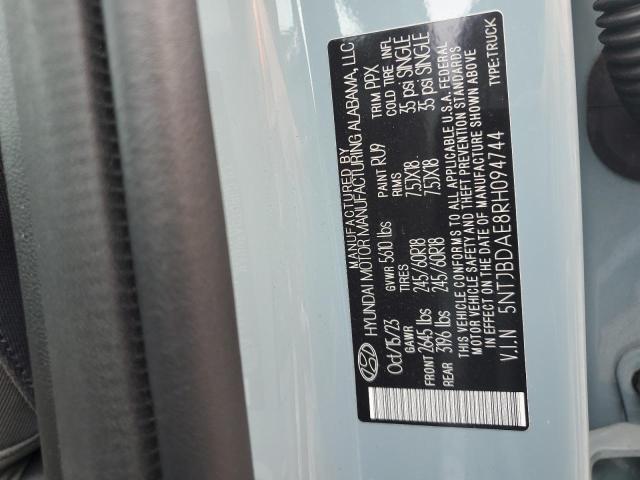 MANUFACTURED BY
HYUNDAI MOTOR MANUFACTURING ALABAMA, LLC
Oct/15/23 GVWR 5610 lbs PAINT RU9 TRIM PPX
GAWR TIRES RIMS COLD TIRE INFL
FRONT 2645 lbs 245/60R18 7.5JX18 35 psi SINGLE
REAR 3196 lbs 245/60R18 7.5JX18 35 psi SINGLE
THIS VEHICLE CONFORMS TO ALL APPLICABLE U.S.A. FEDERAL
MOTOR VEHICLE SAFETY AND THEFT PREVENTION STANDARDS
IN EFFECT ON THE DATE OF MANUFACTURE SHOWN ABOVE
V.I.N 5NTJBDAE8RH094744 TYPE:TRUCK